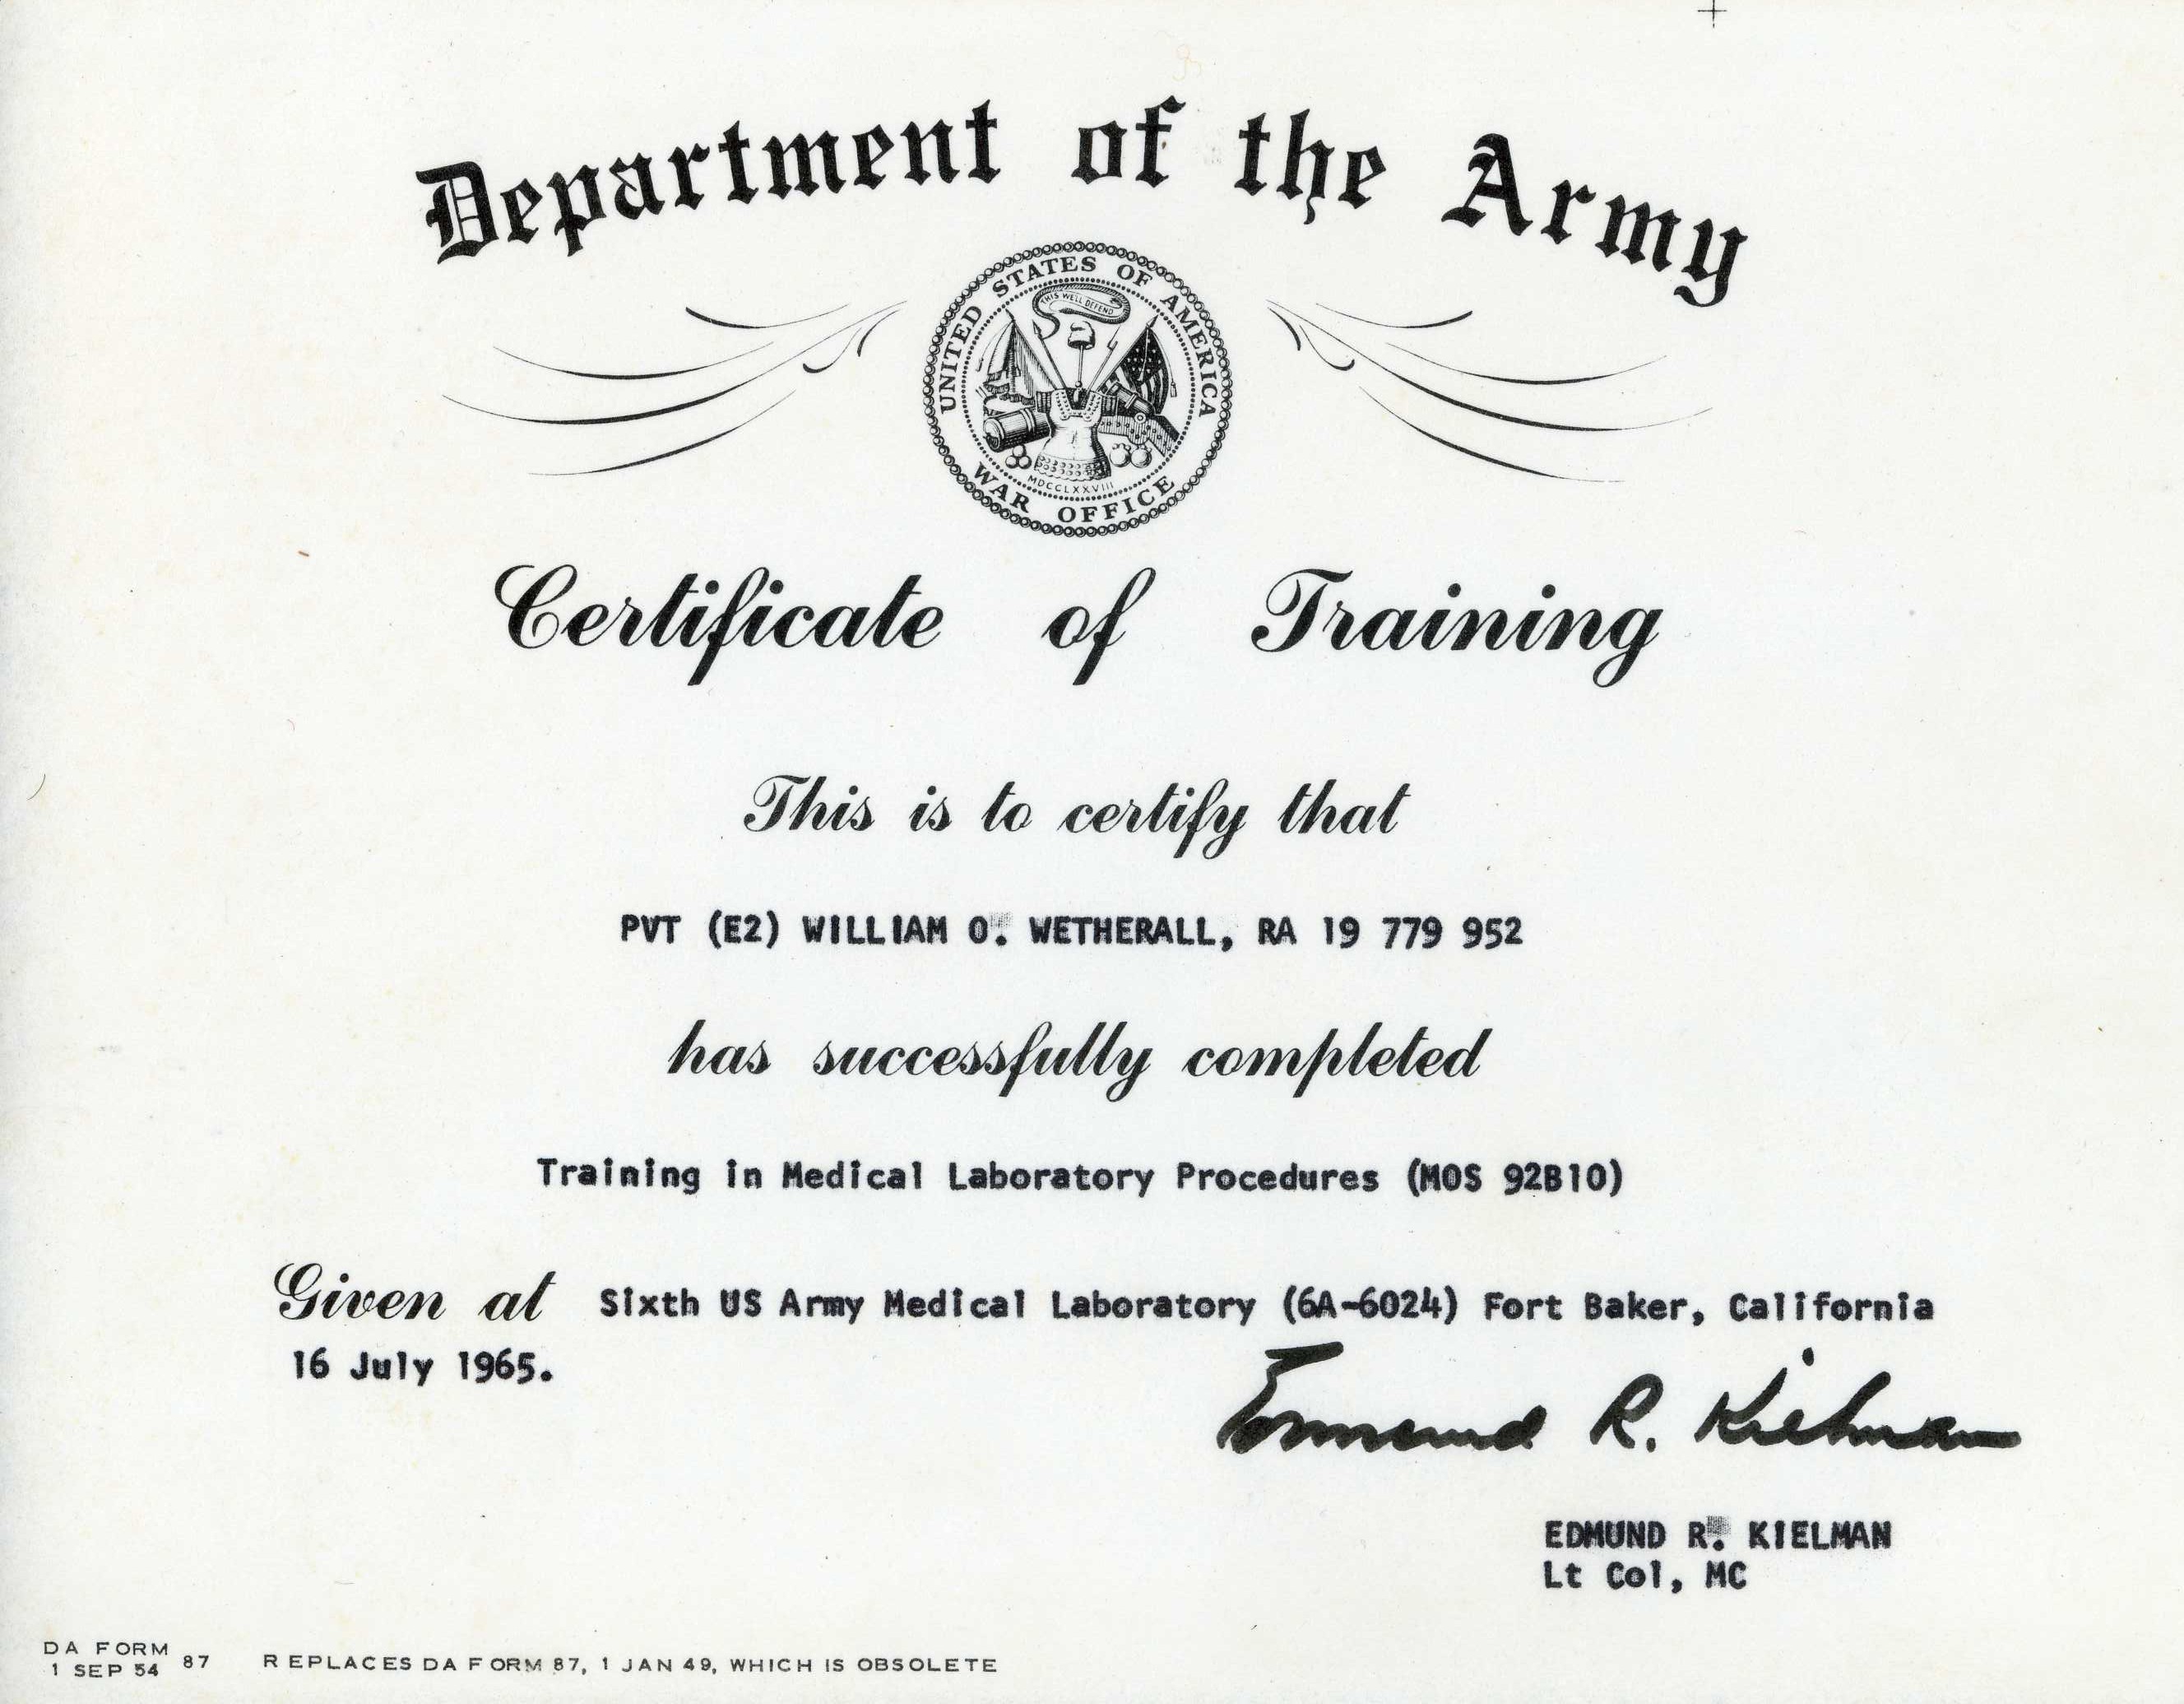 Department of the Army
UNITED STATES OF AMERICA
THIS WELL DEFEND
MDCCLXXVIII
WAR OFFICE
Certificate of Training
This is to certify that
PVT (E2) WILLIAM O. WETHERALL, RA 19 779 952
has successfully completed
Training in Medical Laboratory Procedures (MOS 92B10)
Given at Sixth US Army Medical Laboratory (6A-6024) Fort Baker, California
16 July 1965.
Edmund R. Kielman
EDMUND R. KIELMAN
Lt Col, MC
DA FORM 87
1 SEP 54
REPLACES DA FORM 87, 1 JAN 49, WHICH IS OBSOLETE